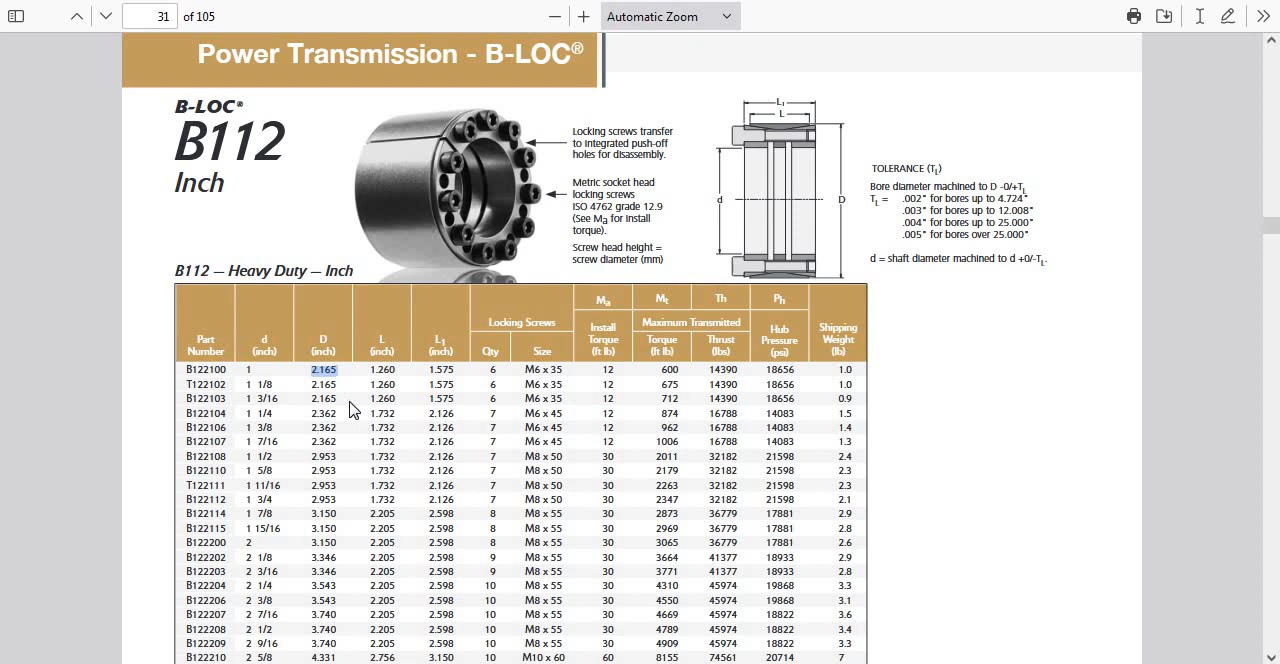 31 of 105 Automatic Zoom
Power Transmission - B-LOC®
B-LOC®
B112
Inch
Locking screws transfer
to integrated push-off
holes for disassembly.
Metric socket head
locking screws
ISO 4762 grade 12.9
(See Ma for install
torque).
Screw head height =
screw diameter (mm)
L1
L
d
D
TOLERANCE (TL)
Bore diameter machined to D -0/+TL
TL = .002" for bores up to 4.724"
.003" for bores up to 12.008"
.004" for bores up to 25.000"
.005" for bores over 25.000"
d = shaft diameter machined to d +0/-TL.
B112 – Heavy Duty – Inch
Ma Mt Th Ph
Locking Screws Install Maximum Transmitted Hub Shipping
Part d D L L1 Torque Torque Thrust Pressure Weight
Number (inch) (inch) (inch) (inch) Qty Size (ft lb) (ft lb) (lbs) (psi) (lb)
B122100 1 2.165 1.260 1.575 6 M6 x 35 12 600 14390 18656 1.0
T122102 1 1/8 2.165 1.260 1.575 6 M6 x 35 12 675 14390 18656 1.0
B122103 1 3/16 2.165 1.260 1.575 6 M6 x 35 12 712 14390 18656 0.9
B122104 1 1/4 2.362 1.732 2.126 7 M6 x 45 12 874 16788 14083 1.5
B122106 1 3/8 2.362 1.732 2.126 7 M6 x 45 12 962 16788 14083 1.4
B122107 1 7/16 2.362 1.732 2.126 7 M6 x 45 12 1006 16788 14083 1.3
B122108 1 1/2 2.953 1.732 2.126 7 M8 x 50 30 2011 32182 21598 2.4
B122110 1 5/8 2.953 1.732 2.126 7 M8 x 50 30 2179 32182 21598 2.3
T122111 1 11/16 2.953 1.732 2.126 7 M8 x 50 30 2263 32182 21598 2.3
B122112 1 3/4 2.953 1.732 2.126 7 M8 x 50 30 2347 32182 21598 2.1
B122114 1 7/8 3.150 2.205 2.598 8 M8 x 55 30 2873 36779 17881 2.9
B122115 1 15/16 3.150 2.205 2.598 8 M8 x 55 30 2969 36779 17881 2.8
B122200 2 3.150 2.205 2.598 8 M8 x 55 30 3065 36779 17881 2.6
B122202 2 1/8 3.346 2.205 2.598 9 M8 x 55 30 3664 41377 18933 2.9
B122203 2 3/16 3.346 2.205 2.598 9 M8 x 55 30 3771 41377 18933 2.8
B122204 2 1/4 3.543 2.205 2.598 10 M8 x 55 30 4310 45974 19868 3.3
B122206 2 3/8 3.543 2.205 2.598 10 M8 x 55 30 4550 45974 19868 3.1
B122207 2 7/16 3.740 2.205 2.598 10 M8 x 55 30 4669 45974 18822 3.6
B122208 2 1/2 3.740 2.205 2.598 10 M8 x 55 30 4789 45974 18822 3.4
B122209 2 9/16 3.740 2.205 2.598 10 M8 x 55 30 4909 45974 18822 3.3
B122210 2 5/8 4.331 2.756 3.150 10 M10 x 60 60 8155 74561 20714 7